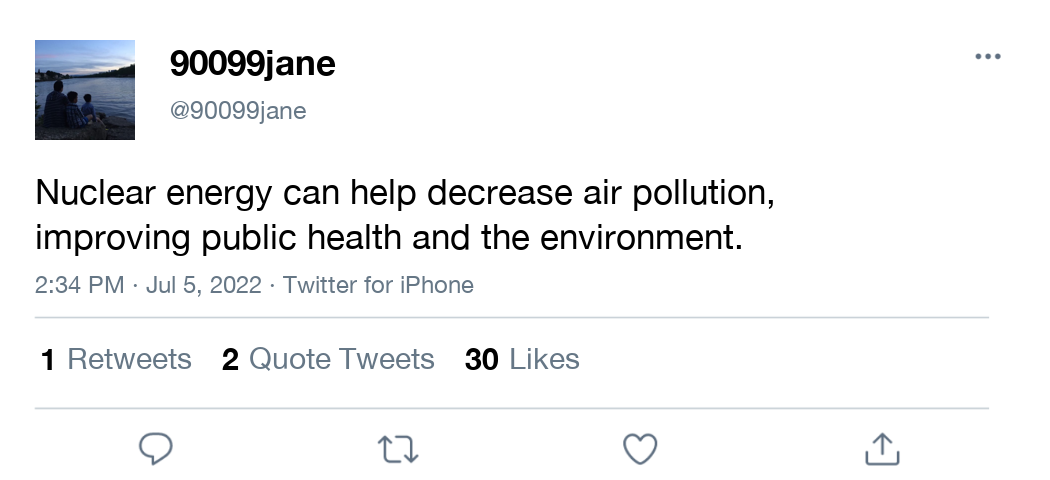 90099jane
@90099jane
Nuclear energy can help decrease air pollution,
improving public health and the environment.
2:34 PM · Jul 5, 2022 · Twitter for iPhone
1 Retweets 2 Quote Tweets 30 Likes